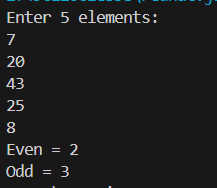 Enter 5 elements:
7
20
43
25
8
Even = 2
Odd = 3